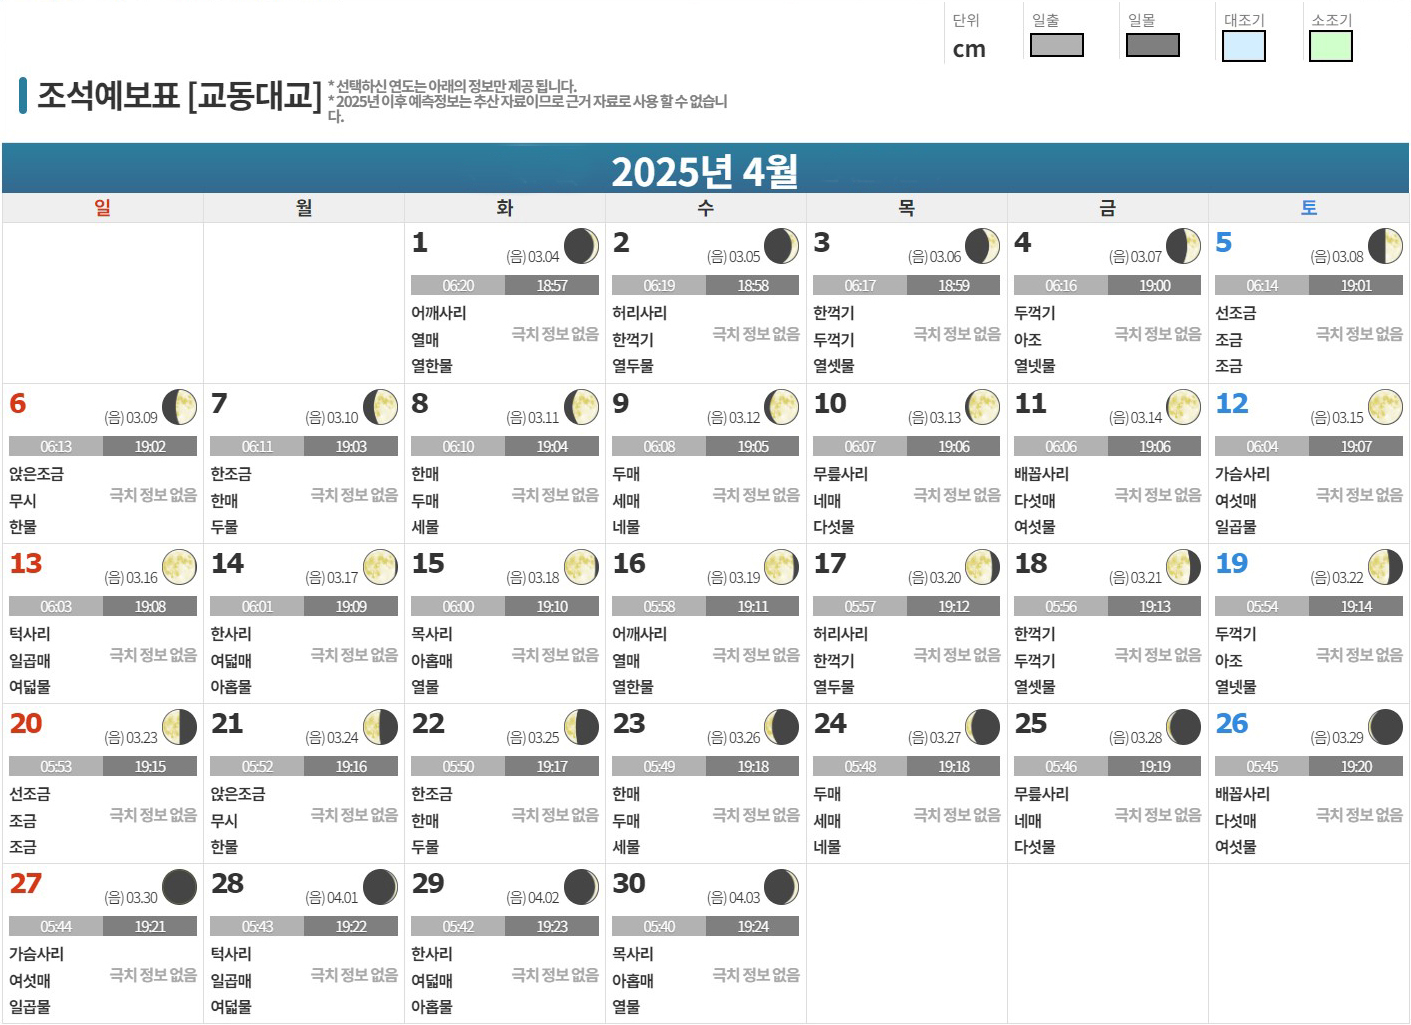 단위
cm
일출
일몰
대조기
소조기
조석예보표 [교동대교]
* 선택하신 연도는 아래의 정보만 제공 됩니다.
* 2025년 이후 예측정보는 추산 자료이므로 근거 자료로 사용 할 수 없습니
다.
2025년 4월
일 월 화 수 목 금 토
1 (음) 03.04
06:20 18:57
어깨사리
열매
열한물
극치 정보 없음
2 (음) 03.05
06:19 18:58
허리사리
한꺽기
열두물
극치 정보 없음
3 (음) 03.06
06:17 18:59
한꺽기
두꺽기
열셋물
극치 정보 없음
4 (음) 03.07
06:16 19:00
두꺽기
아조
열넷물
극치 정보 없음
5 (음) 03.08
06:14 19:01
선조금
조금
조금
극치 정보 없음
6 (음) 03.09
06:13 19:02
앉은조금
무시
한물
극치 정보 없음
7 (음) 03.10
06:11 19:03
한조금
한매
두물
극치 정보 없음
8 (음) 03.11
06:10 19:04
한매
두매
세물
극치 정보 없음
9 (음) 03.12
06:08 19:05
두매
세매
네물
극치 정보 없음
10 (음) 03.13
06:07 19:06
무릎사리
네매
다섯물
극치 정보 없음
11 (음) 03.14
06:06 19:06
배꼽사리
다섯매
여섯물
극치 정보 없음
12 (음) 03.15
06:04 19:07
가슴사리
여섯매
일곱물
극치 정보 없음
13 (음) 03.16
06:03 19:08
턱사리
일곱매
여덟물
극치 정보 없음
14 (음) 03.17
06:01 19:09
한사리
여덟매
아홉물
극치 정보 없음
15 (음) 03.18
06:00 19:10
목사리
아홉매
열물
극치 정보 없음
16 (음) 03.19
05:58 19:11
어깨사리
열매
열한물
극치 정보 없음
17 (음) 03.20
05:57 19:12
허리사리
한꺽기
열두물
극치 정보 없음
18 (음) 03.21
05:56 19:13
한꺽기
두꺽기
열셋물
극치 정보 없음
19 (음) 03.22
05:54 19:14
두꺽기
아조
열넷물
극치 정보 없음
20 (음) 03.23
05:53 19:15
선조금
조금
조금
극치 정보 없음
21 (음) 03.24
05:52 19:16
앉은조금
무시
한물
극치 정보 없음
22 (음) 03.25
05:50 19:17
한조금
한매
두물
극치 정보 없음
23 (음) 03.26
05:49 19:18
한매
두매
세물
극치 정보 없음
24 (음) 03.27
05:48 19:18
두매
세매
네물
극치 정보 없음
25 (음) 03.28
05:46 19:19
무릎사리
네매
다섯물
극치 정보 없음
26 (음) 03.29
05:45 19:20
배꼽사리
다섯매
여섯물
극치 정보 없음
27 (음) 03.30
05:44 19:21
가슴사리
여섯매
일곱물
극치 정보 없음
28 (음) 04.01
05:43 19:22
턱사리
일곱매
여덟물
극치 정보 없음
29 (음) 04.02
05:42 19:23
한사리
여덟매
아홉물
극치 정보 없음
30 (음) 04.03
05:40 19:24
목사리
아홉매
열물
극치 정보 없음